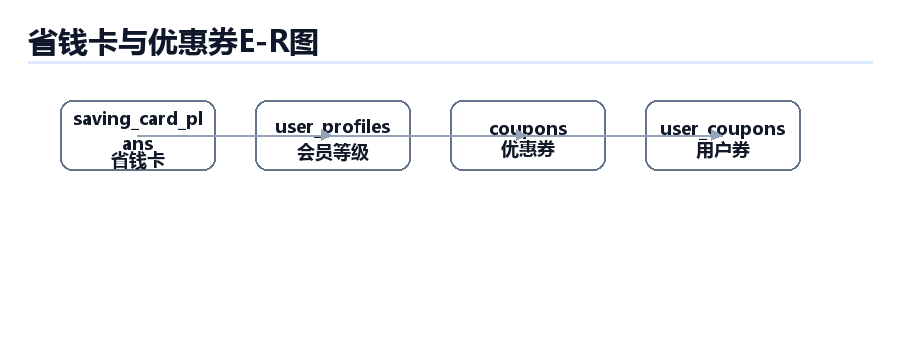 省钱卡与优惠券E-R图
saving_card_pl
ans
省钱卡
user_profiles
会员等级
coupons
优惠券
user_coupons
用户券